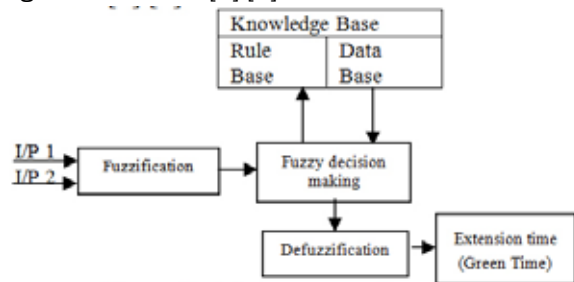 Knowledge Base
Rule Base
Data Base
I/P 1
I/P 2
Fuzzification
Fuzzy decision
making
Defuzzification
Extension time
(Green Time)